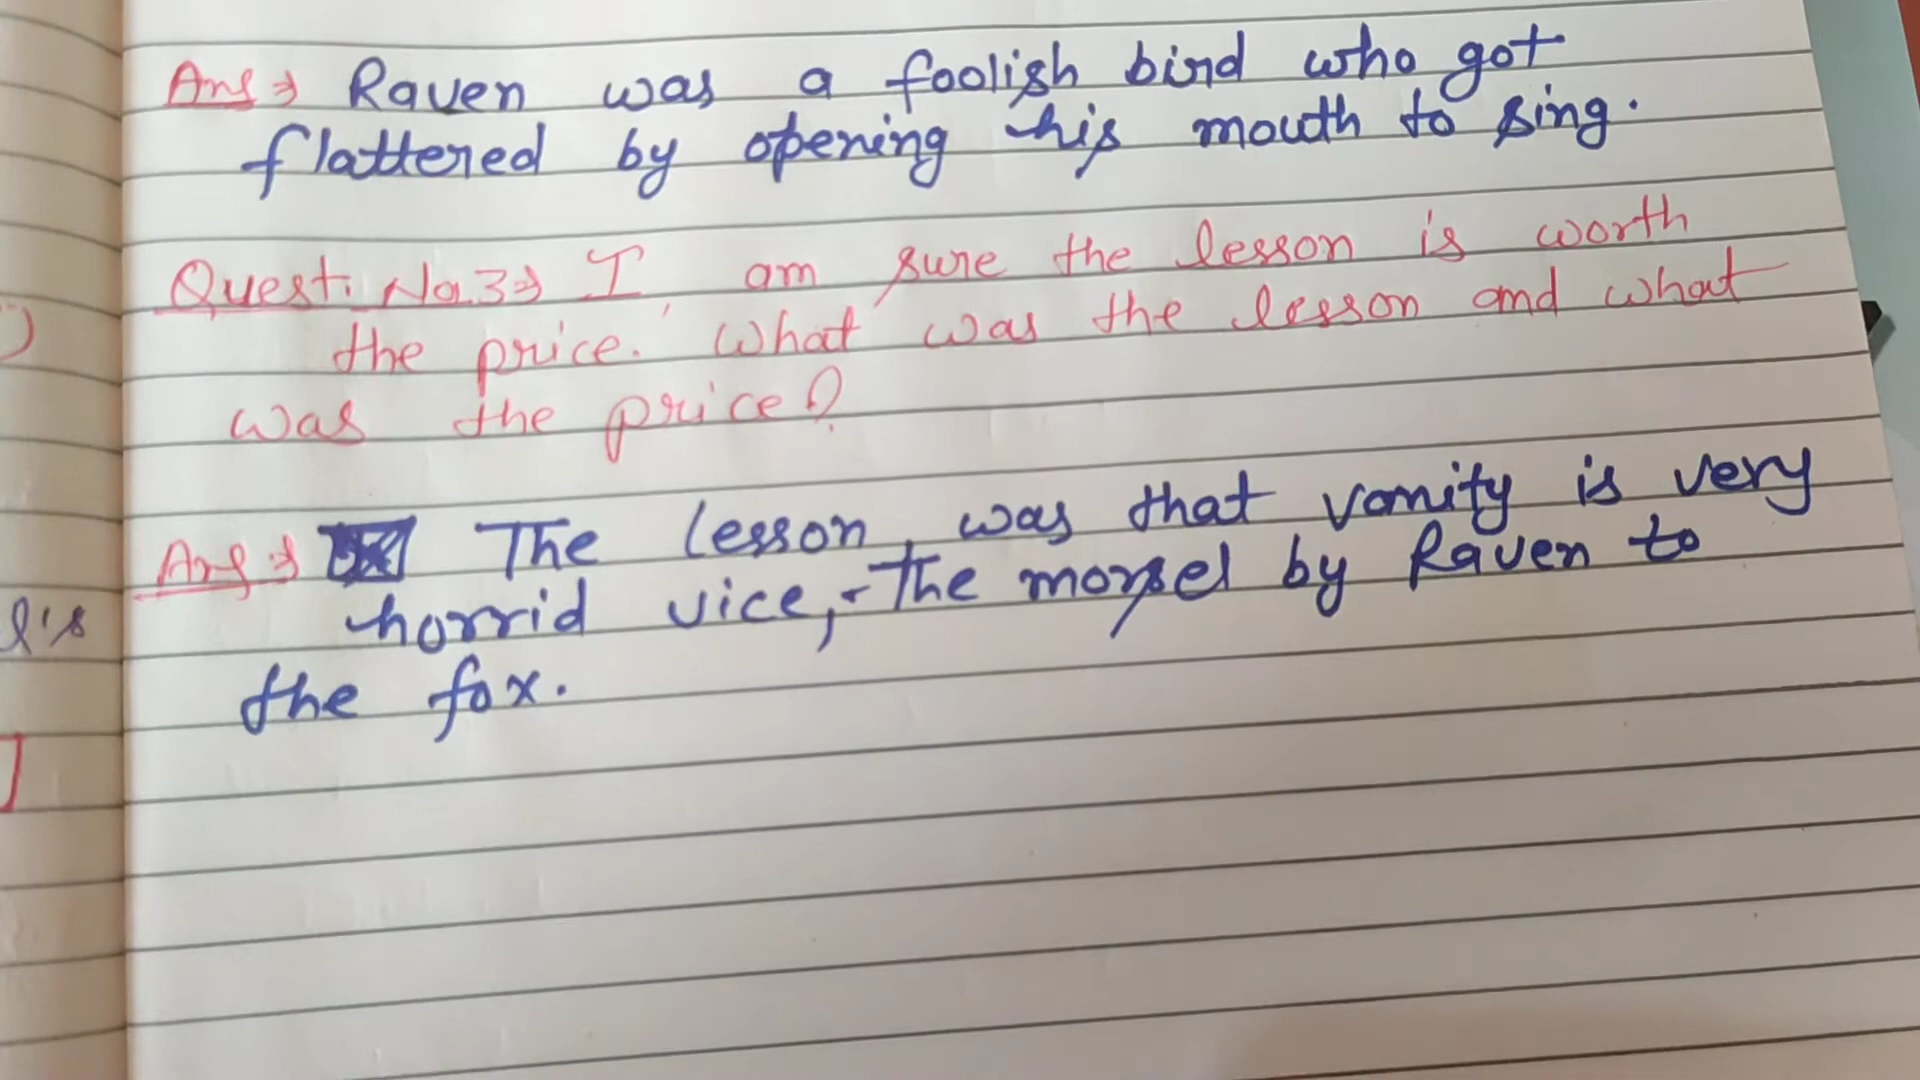 Ans → Raven was a foolish bird who got
flattered by opening his mouth to sing.
Quest: No.3 → I am sure the lesson is worth
the price.' What was the lesson and what
was the price?
Ans → The lesson was that vanity is very
horrid vice, - The morsel by Raven to
the fox.
l's